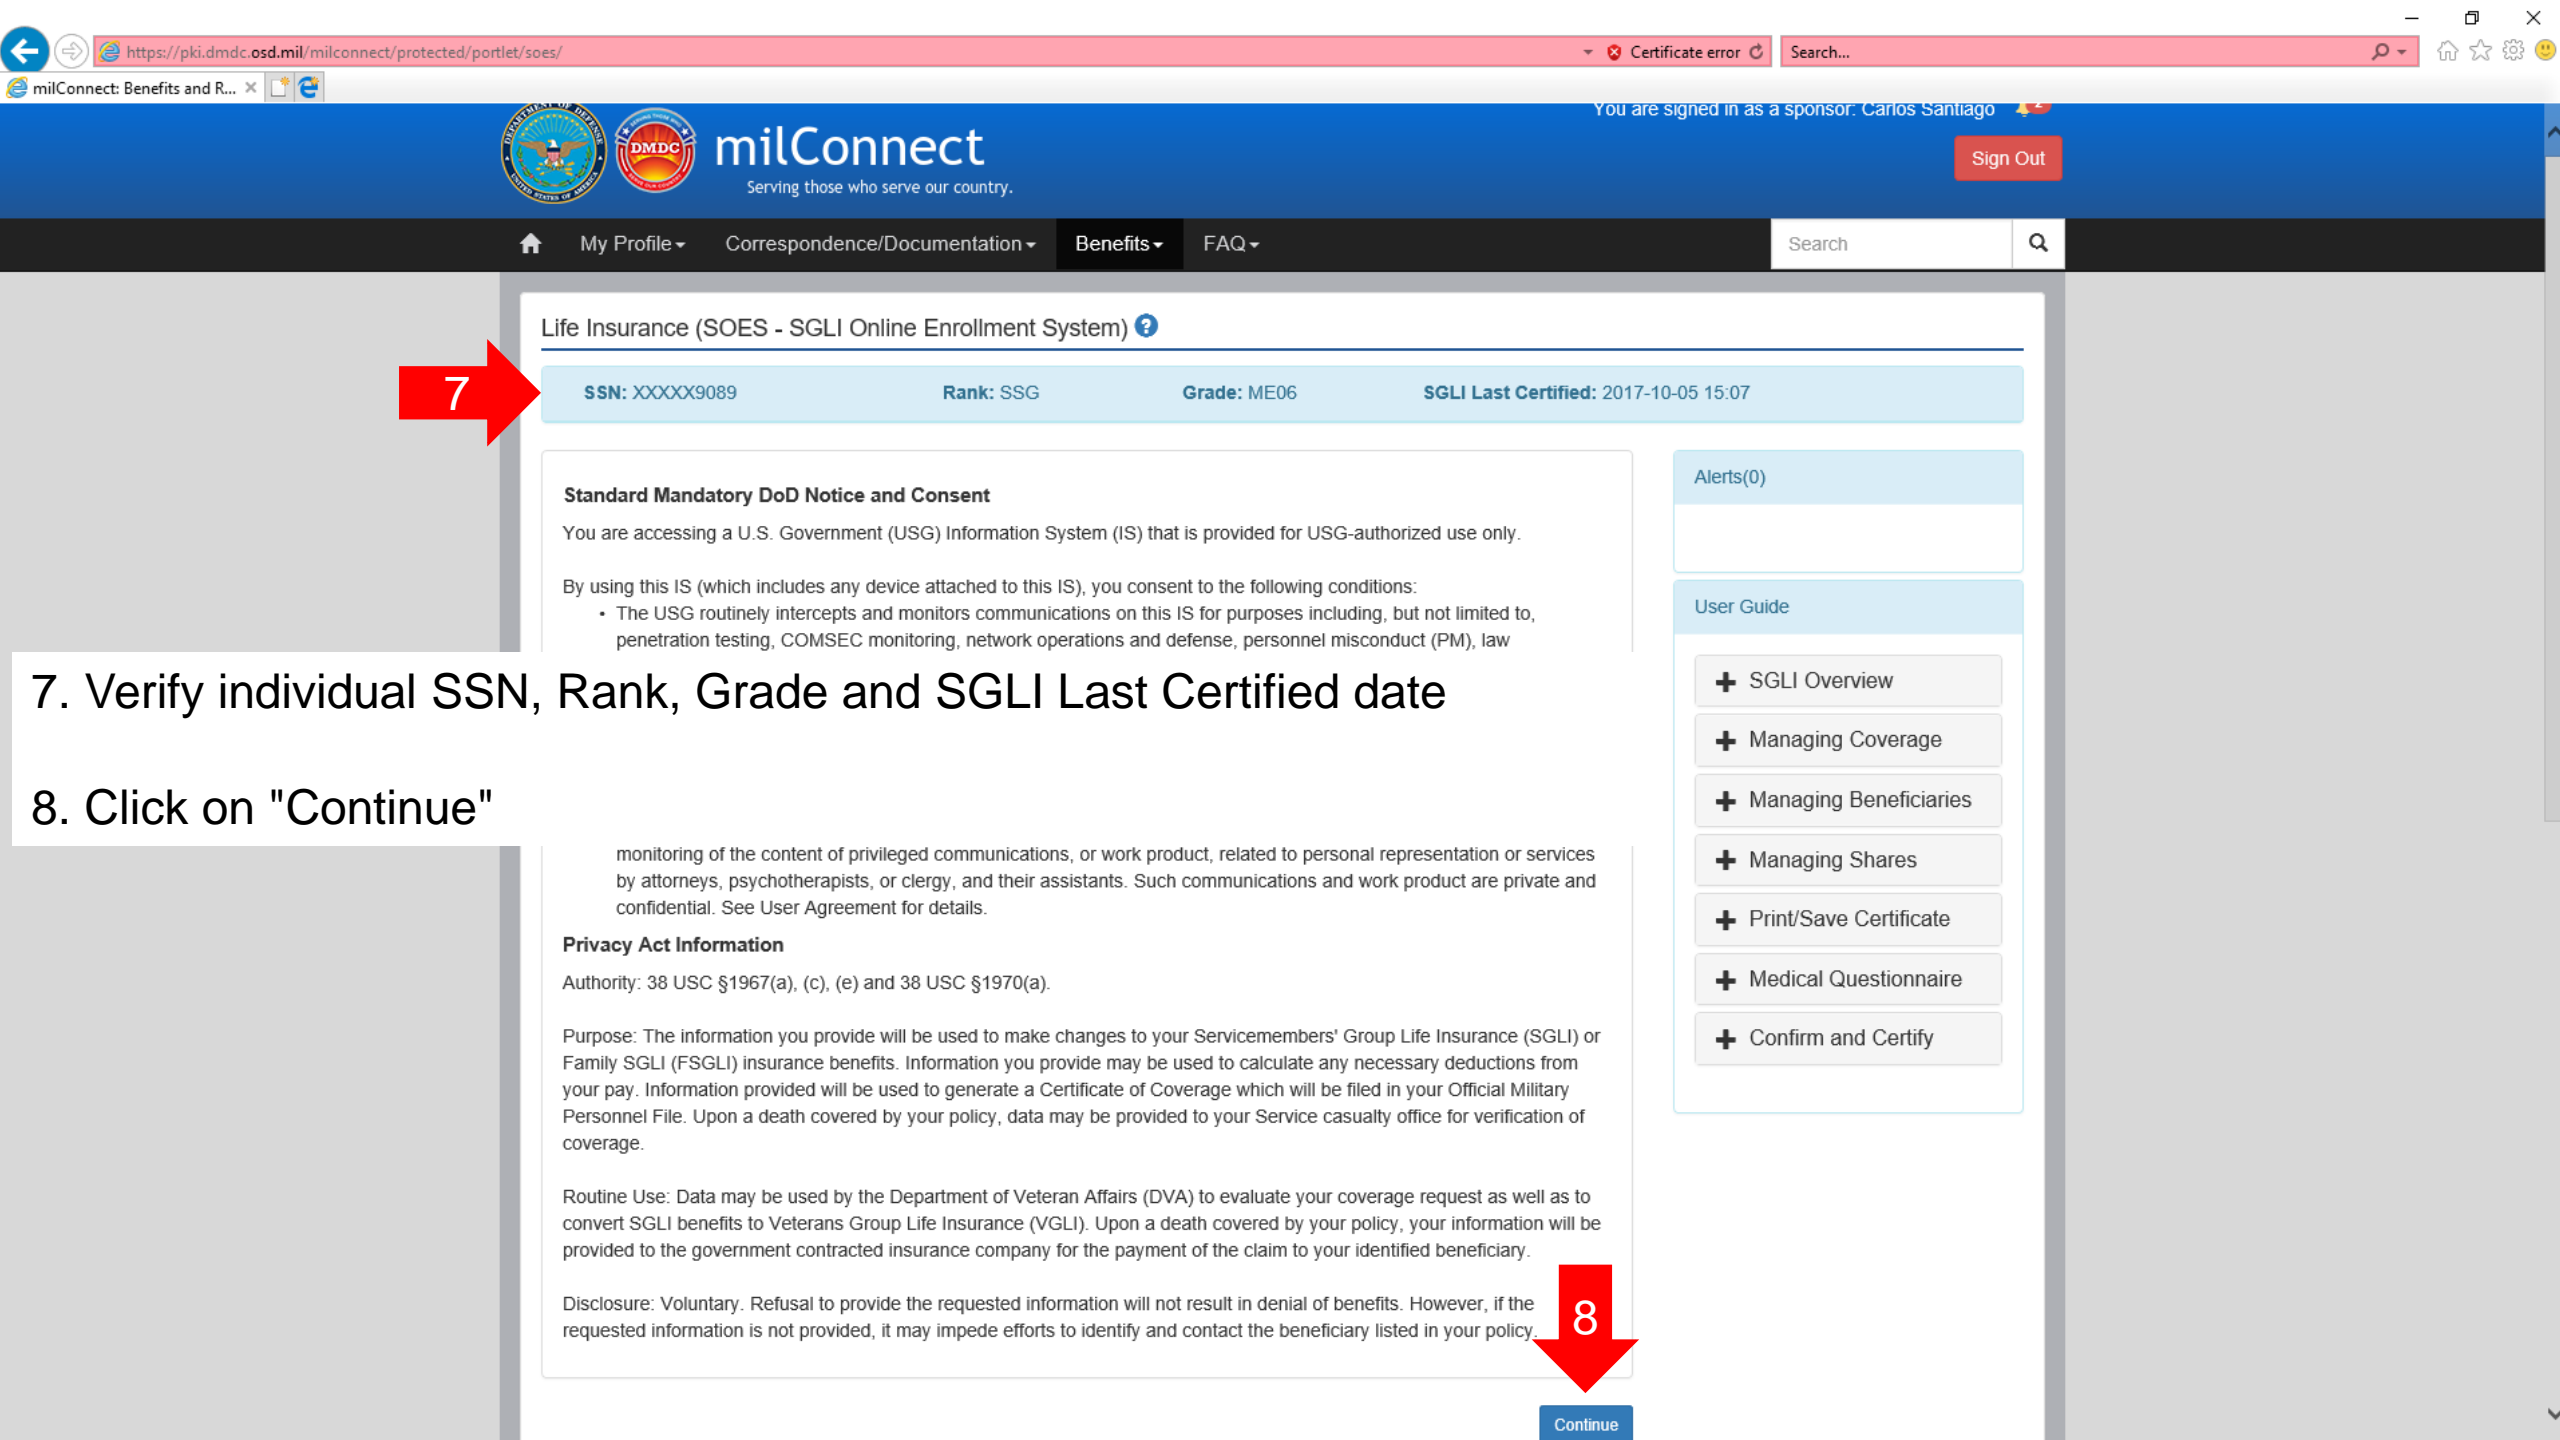 https://pki.dmdc.osd.mil/milconnect/protected/portlet/soes/
Certificate error
Search...
milConnect: Benefits and R...
You are signed in as a sponsor: Carlos Santiago
2
DMDC
milConnect
Serving those who serve our country.
Sign Out
My Profile
Correspondence/Documentation
Benefits
FAQ
Search
Life Insurance (SOES - SGLI Online Enrollment System)
7
SSN: XXXXX9089 Rank: SSG Grade: ME06 SGLI Last Certified: 2017-10-05 15:07
Standard Mandatory DoD Notice and Consent
You are accessing a U.S. Government (USG) Information System (IS) that is provided for USG-authorized use only.
By using this IS (which includes any device attached to this IS), you consent to the following conditions:
• The USG routinely intercepts and monitors communications on this IS for purposes including, but not limited to,
penetration testing, COMSEC monitoring, network operations and defense, personnel misconduct (PM), law
7. Verify individual SSN, Rank, Grade and SGLI Last Certified date
8. Click on "Continue"
monitoring of the content of privileged communications, or work product, related to personal representation or services
by attorneys, psychotherapists, or clergy, and their assistants. Such communications and work product are private and
confidential. See User Agreement for details.
Privacy Act Information
Authority: 38 USC §1967(a), (c), (e) and 38 USC §1970(a).
Purpose: The information you provide will be used to make changes to your Servicemembers' Group Life Insurance (SGLI) or
Family SGLI (FSGLI) insurance benefits. Information you provide may be used to calculate any necessary deductions from
your pay. Information provided will be used to generate a Certificate of Coverage which will be filed in your Official Military
Personnel File. Upon a death covered by your policy, data may be provided to your Service casualty office for verification of
coverage.
Routine Use: Data may be used by the Department of Veteran Affairs (DVA) to evaluate your coverage request as well as to
convert SGLI benefits to Veterans Group Life Insurance (VGLI). Upon a death covered by your policy, your information will be
provided to the government contracted insurance company for the payment of the claim to your identified beneficiary.
Disclosure: Voluntary. Refusal to provide the requested information will not result in denial of benefits. However, if the
requested information is not provided, it may impede efforts to identify and contact the beneficiary listed in your policy.
8
Continue
Alerts(0)
User Guide
SGLI Overview
Managing Coverage
Managing Beneficiaries
Managing Shares
Print/Save Certificate
Medical Questionnaire
Confirm and Certify